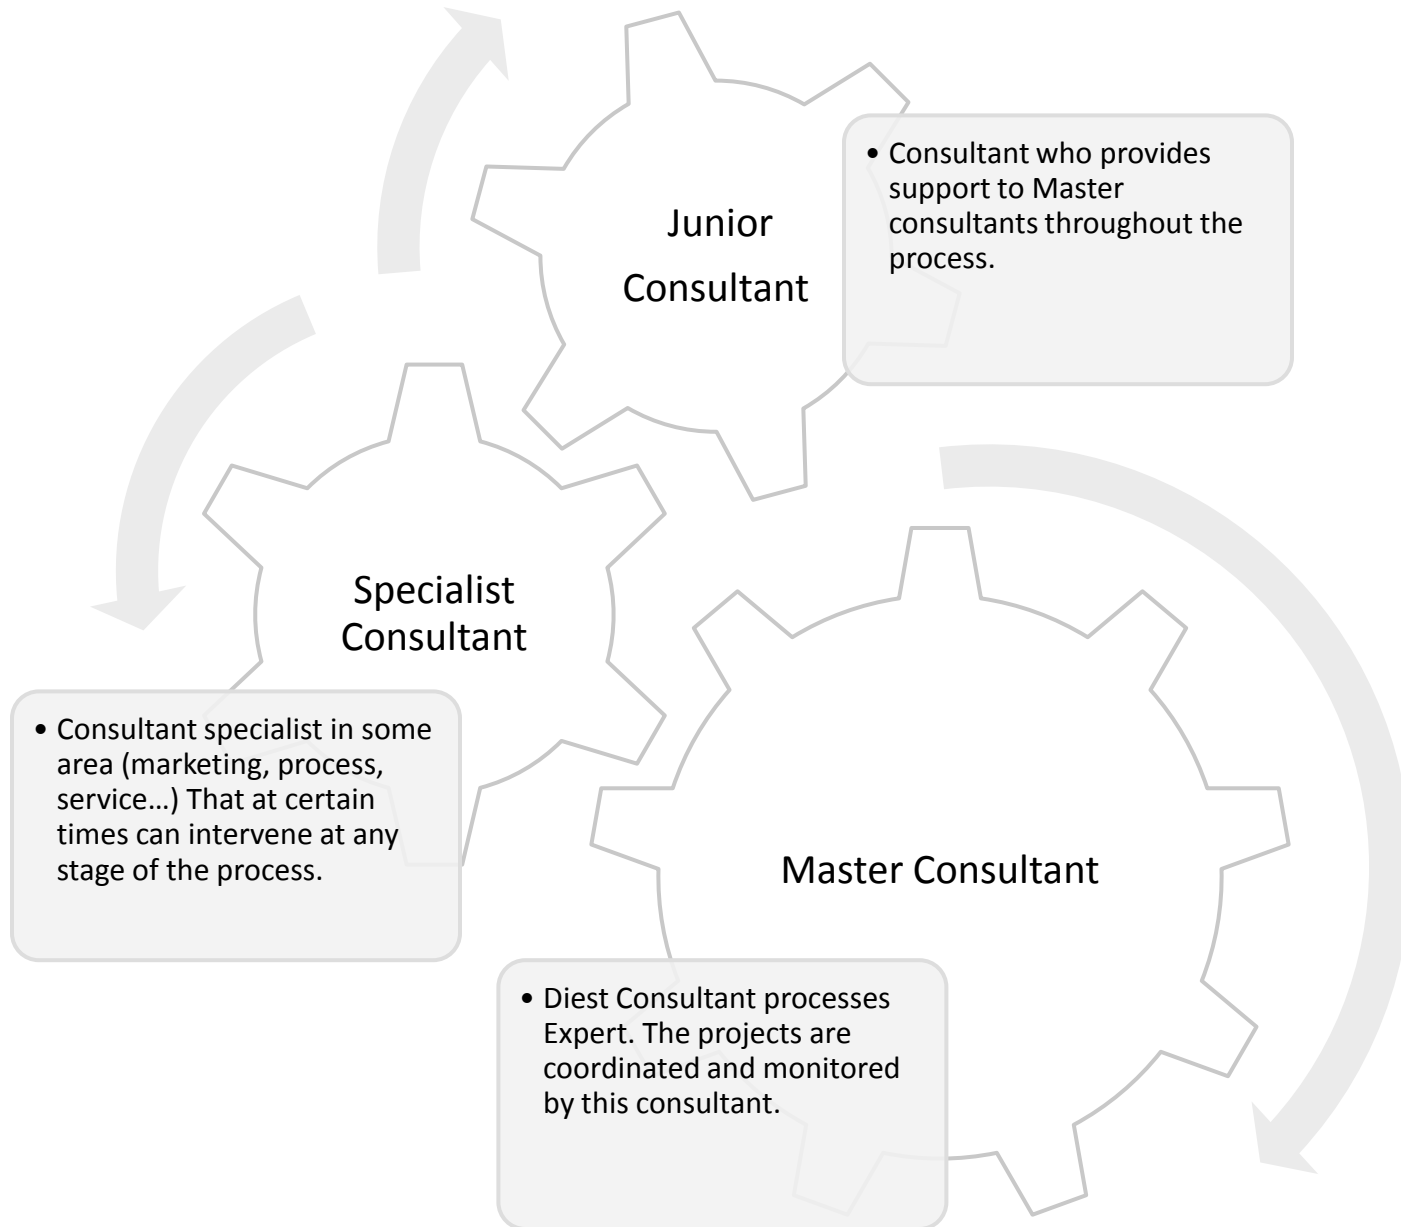 Junior
Consultant
• Consultant who provides
support to Master
consultants throughout the
process.
Specialist
Consultant
• Consultant specialist in some
area (marketing, process,
service…) That at certain
times can intervene at any
stage of the process.
Master Consultant
• Diest Consultant processes
Expert. The projects are
coordinated and monitored
by this consultant.